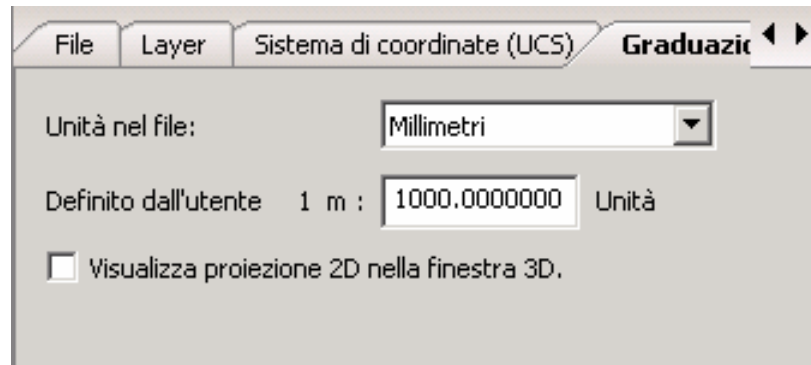 File Layer Sistema di coordinate (UCS) Graduazio
Unità nel file: Millimetri
Definito dall'utente 1 m : 1000.0000000 Unità
Visualizza proiezione 2D nella finestra 3D.